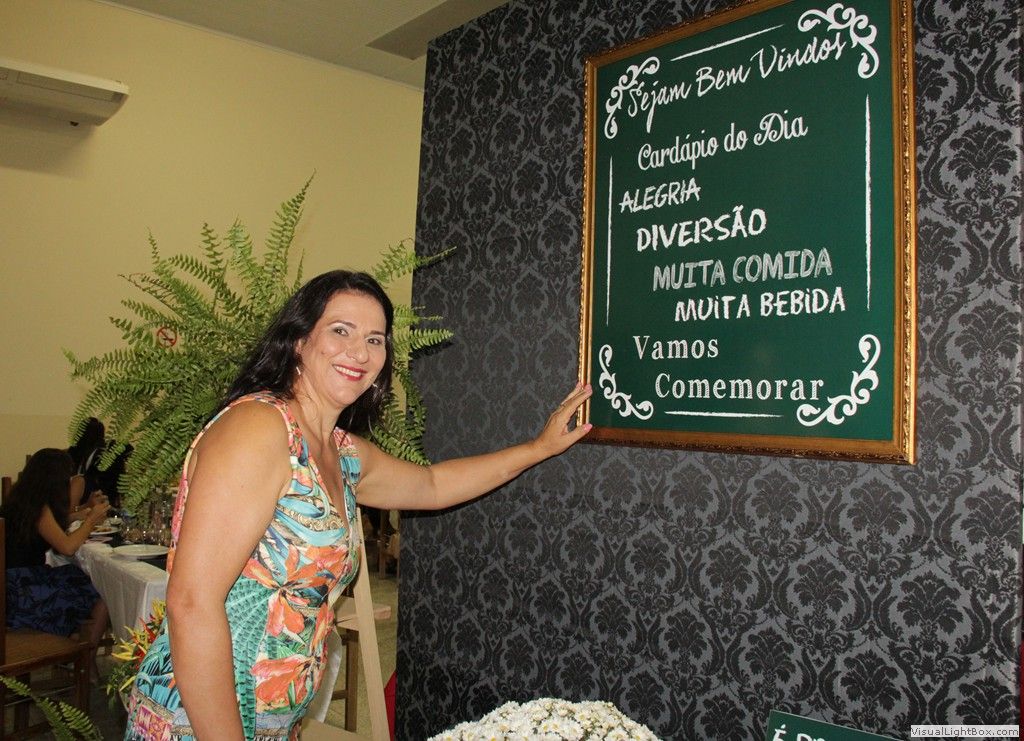 Sejam Bem Vindos
Cardápio do Dia
ALEGRIA
DIVERSÃO
MUITA COMIDA
MUITA BEBIDA
Vamos
Comemorar
É
VisualLightBox.com